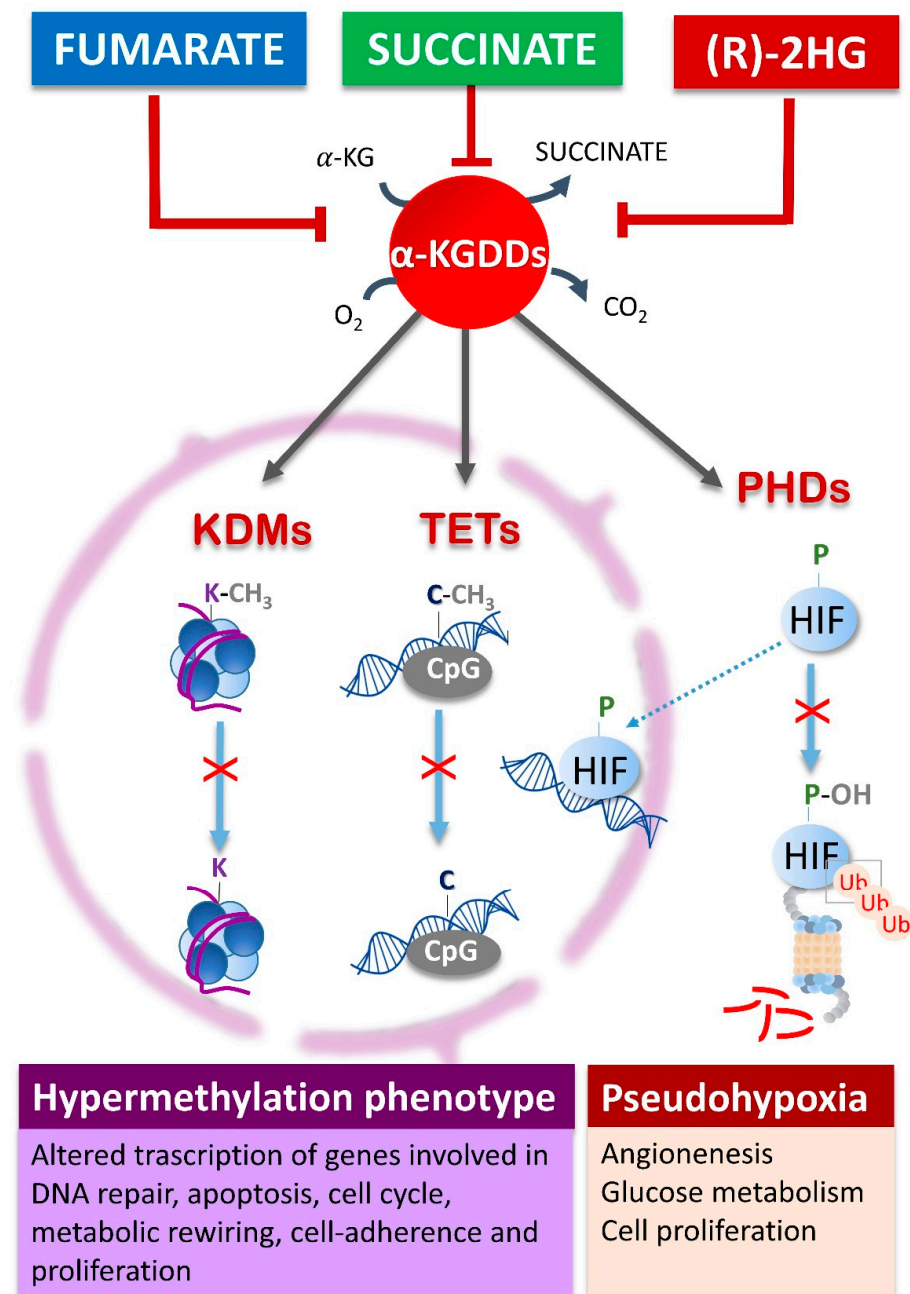 FUMARATE
SUCCINATE
(R)-2HG
α-KG
SUCCINATE
α-KGDDs
O₂
CO₂
KDMs
TETs
PHDs
K-CH₃
C-CH₃
CpG
P
HIF
P
HIF
P-OH
HIF
Ub
Ub
Ub
K
C
CpG
Hypermethylation phenotype
Altered trascription of genes involved in
DNA repair, apoptosis, cell cycle,
metabolic rewiring, cell-adherence and
proliferation
Pseudohypoxia
Angionenesis
Glucose metabolism
Cell proliferation